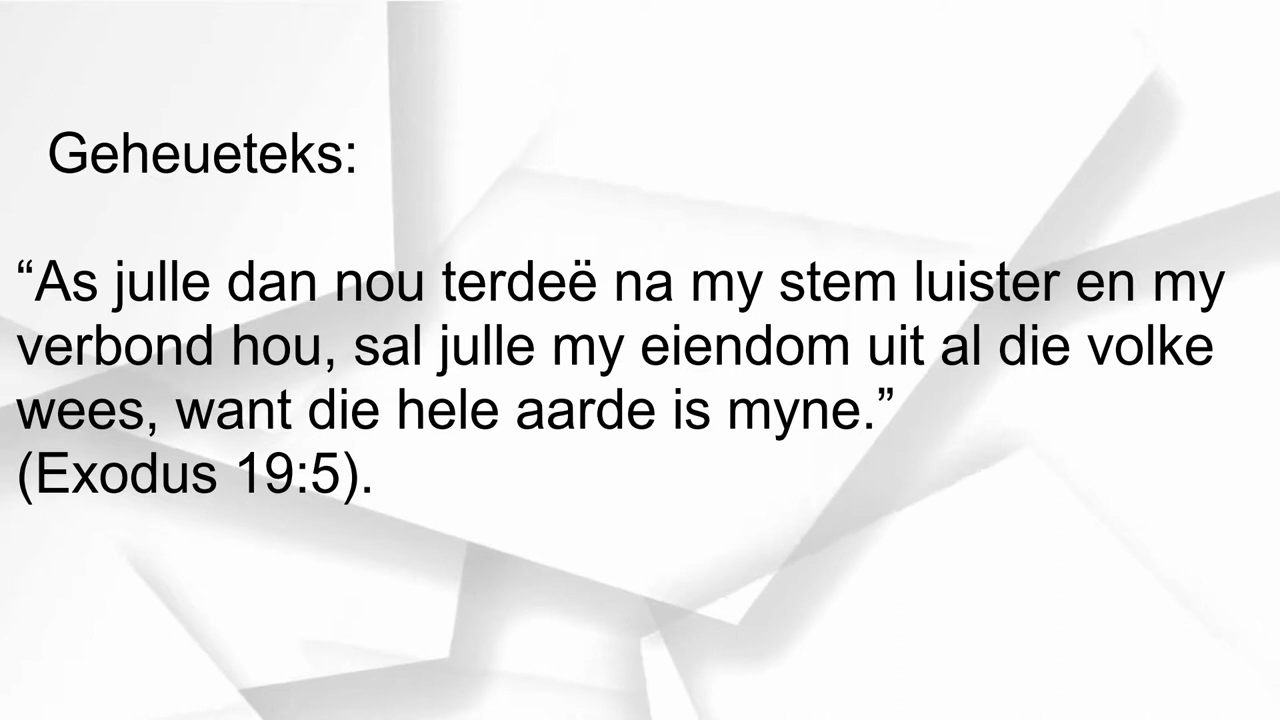 Geheueteks:
“As julle dan nou terdeë na my stem luister en my
verbond hou, sal julle my eiendom uit al die volke
wees, want die hele aarde is myne.”
(Exodus 19:5).